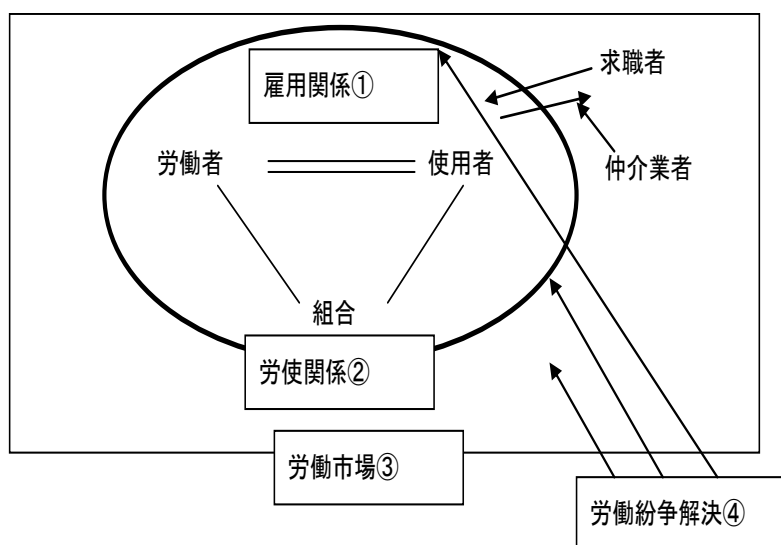 雇用関係①
求職者
労働者
使用者
仲介業者
組合
労使関係②
労働市場③
労働紛争解決④